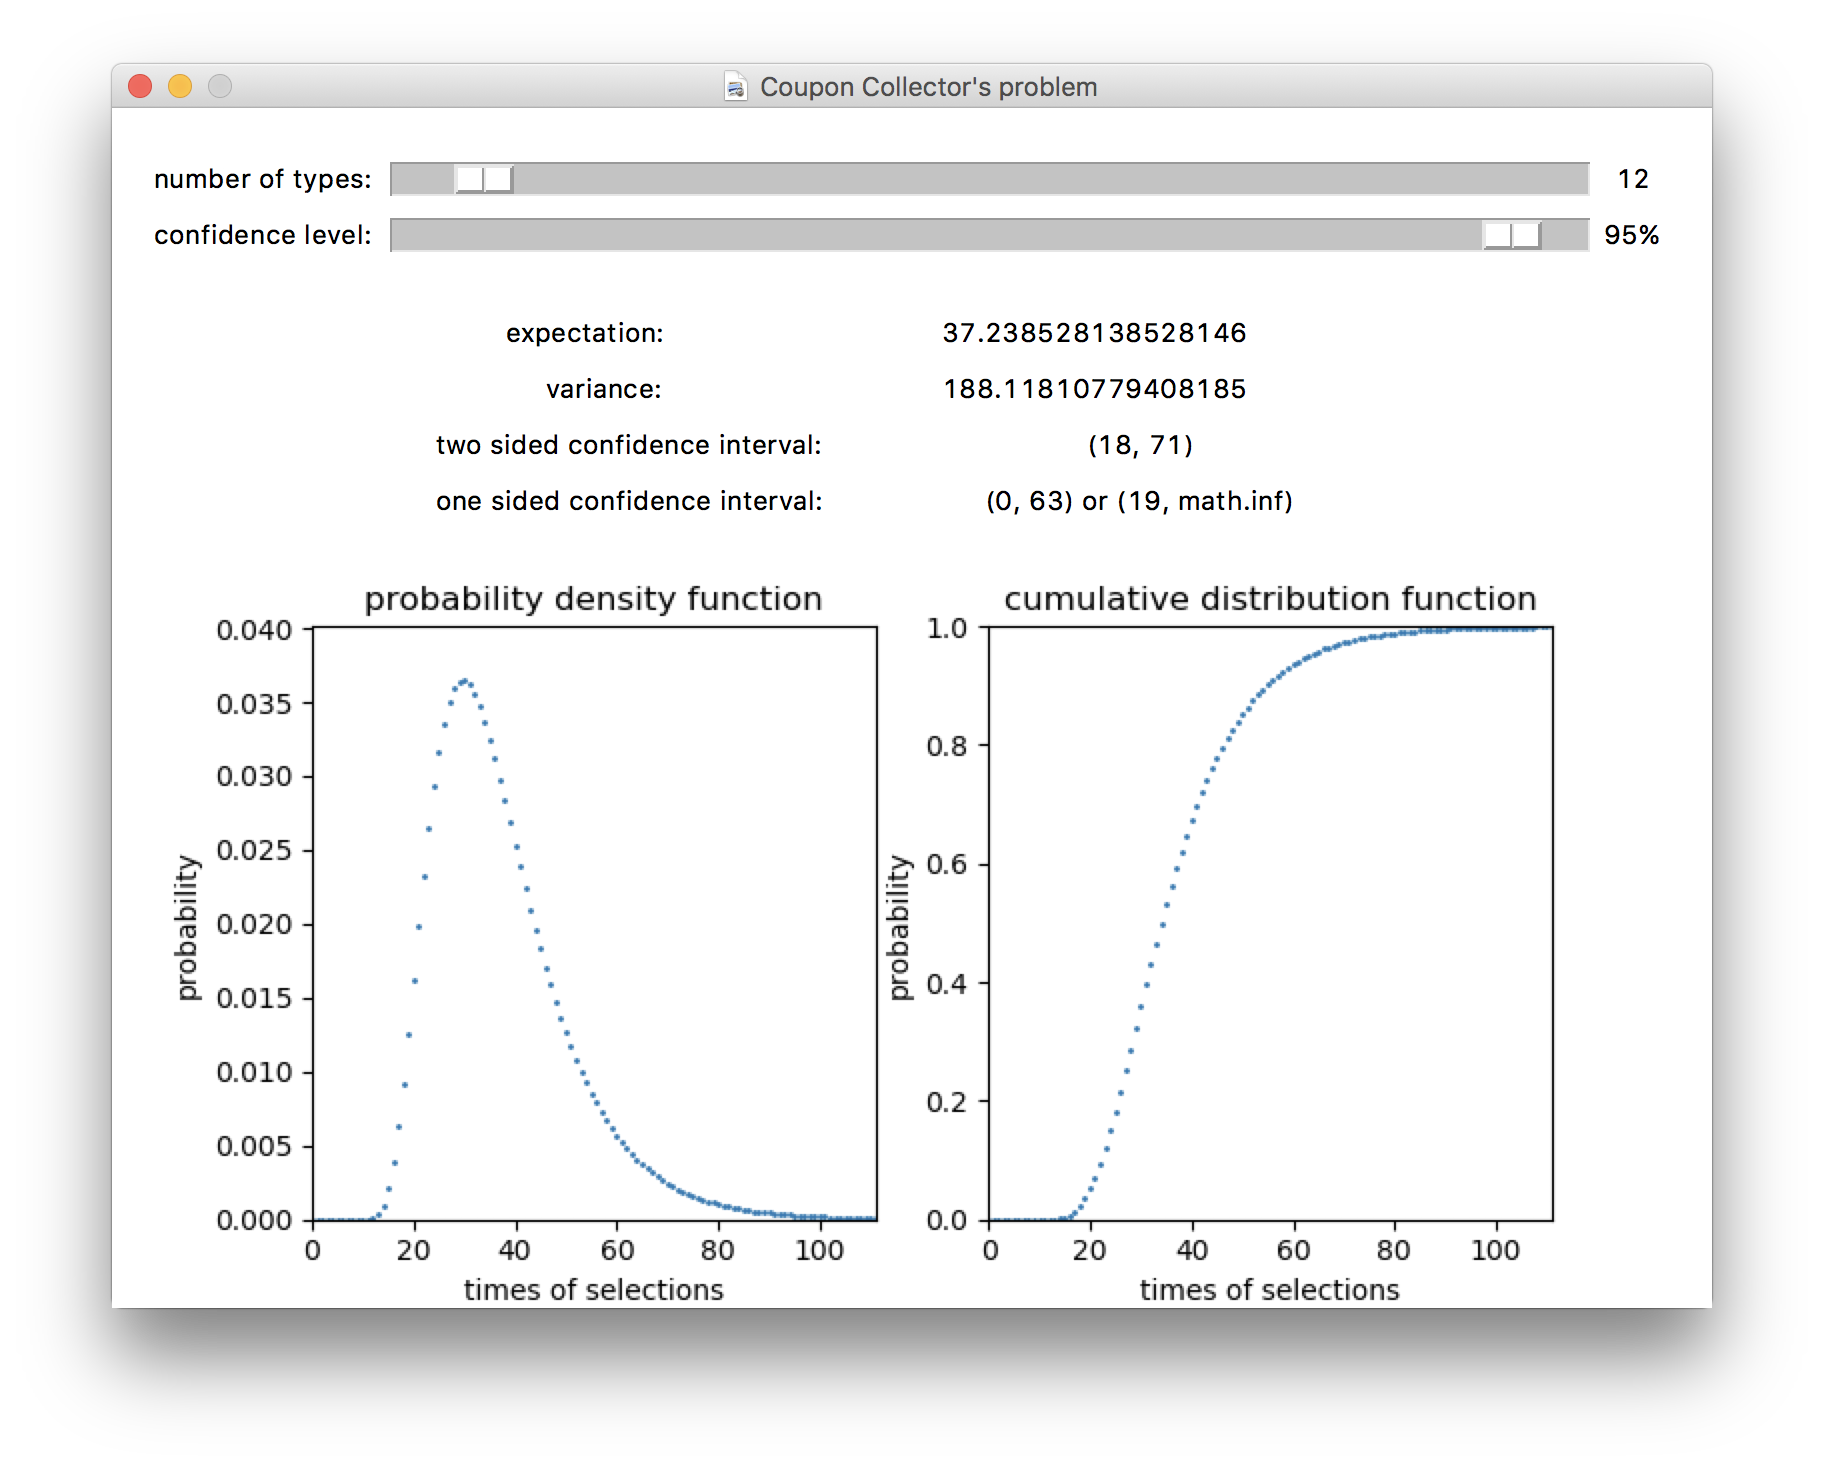 Coupon Collector's problem
number of types: 12
confidence level: 95%
expectation: 37.238528138528146
variance: 188.11810779408185
two sided confidence interval: (18, 71)
one sided confidence interval: (0, 63) or (19, math.inf)
probability density function
0.040
0.035
0.030
0.025
0.020
0.015
0.010
0.005
0.000
probability
0 20 40 60 80 100
times of selections
cumulative distribution function
1.0
0.8
0.6
0.4
0.2
0.0
probability
0 20 40 60 80 100
times of selections